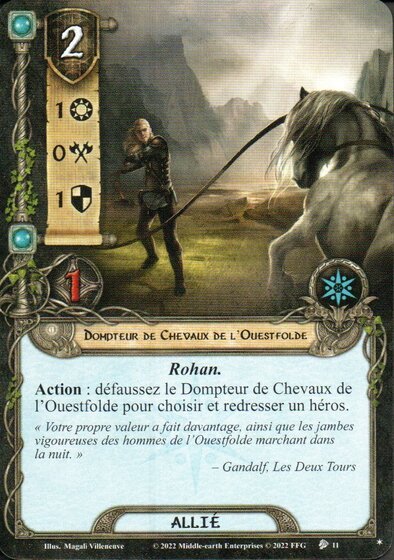 2
1
0
1
1
Dompteur de Chevaux de l'Ouestfolde
Rohan.
Action : défaussez le Dompteur de Chevaux de
l'Ouestfolde pour choisir et redresser un héros.
« Votre propre valeur a fait davantage, ainsi que les jambes
vigoureuses des hommes de l'Ouestfolde marchant dans
la nuit. »
– Gandalf, Les Deux Tours
Allié
Illus. Magali Villeneuve © 2022 Middle-earth Enterprises © 2022 FFG 11